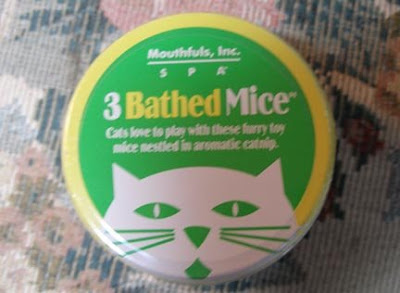 Mouthfuls, Inc.
SPA
3 Bathed Mice™
Cats love to play with these furry toy
mice nestled in aromatic catnip.